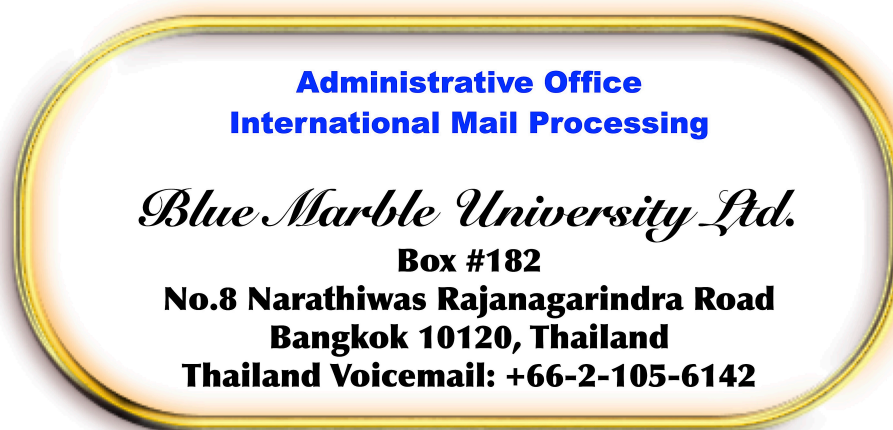 Administrative Office
International Mail Processing
Blue Marble University Ltd.
Box #182
No.8 Narathiwas Rajanagarindra Road
Bangkok 10120, Thailand
Thailand Voicemail: +66-2-105-6142